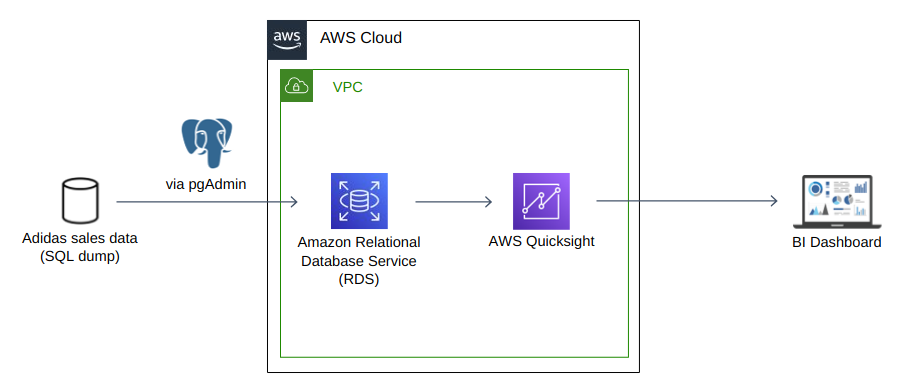 aws
AWS Cloud
VPC
via pgAdmin
Adidas sales data
(SQL dump)
Amazon Relational
Database Service
(RDS)
AWS Quicksight
BI Dashboard